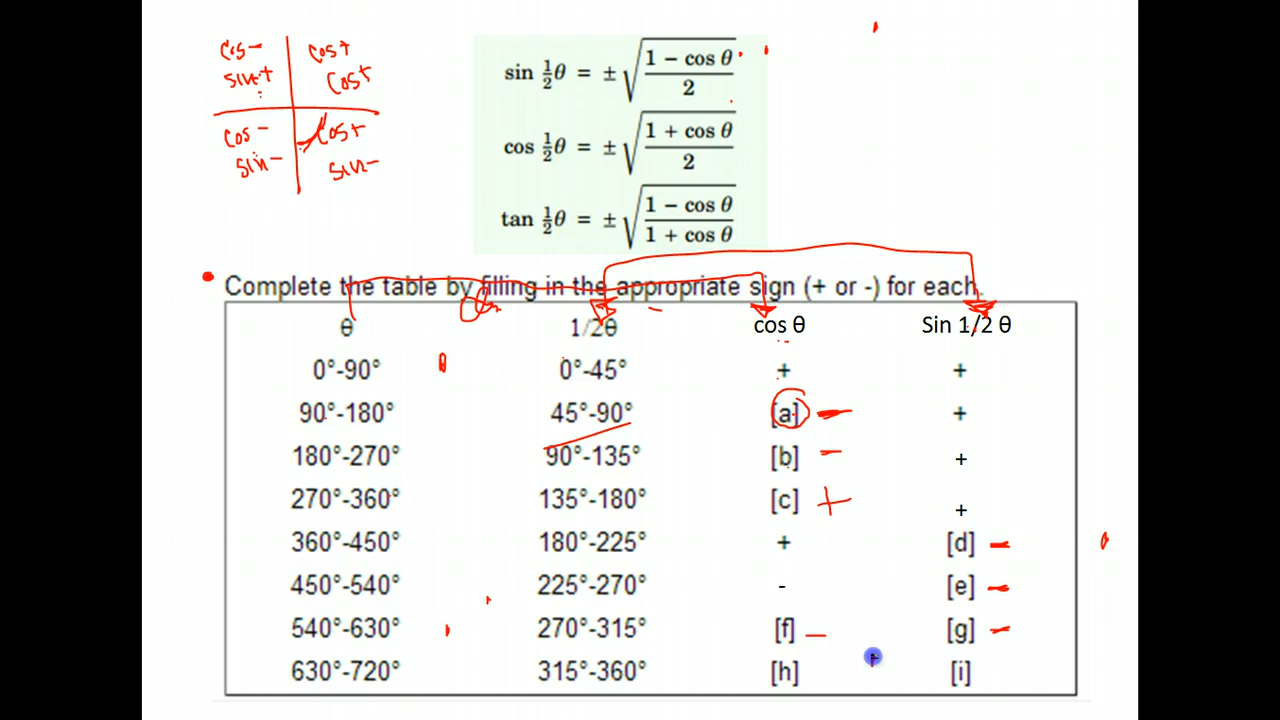 cos- cos+
sin+ cos+
cos- cos+
sin- sin-
sin ½θ = ± √((1 − cos θ)/2)
cos ½θ = ± √((1 + cos θ)/2)
tan ½θ = ± √((1 − cos θ)/(1 + cos θ))
Complete the table by filling in the appropriate sign (+ or -) for each.
θ 1/2θ cos θ Sin 1/2 θ
0°-90° 0°-45° + +
90°-180° 45°-90° [a] - +
180°-270° 90°-135° [b] - +
270°-360° 135°-180° [c] + +
360°-450° 180°-225° + [d] -
450°-540° 225°-270° - [e] -
540°-630° 270°-315° [f] - [g] -
630°-720° 315°-360° [h] [i]